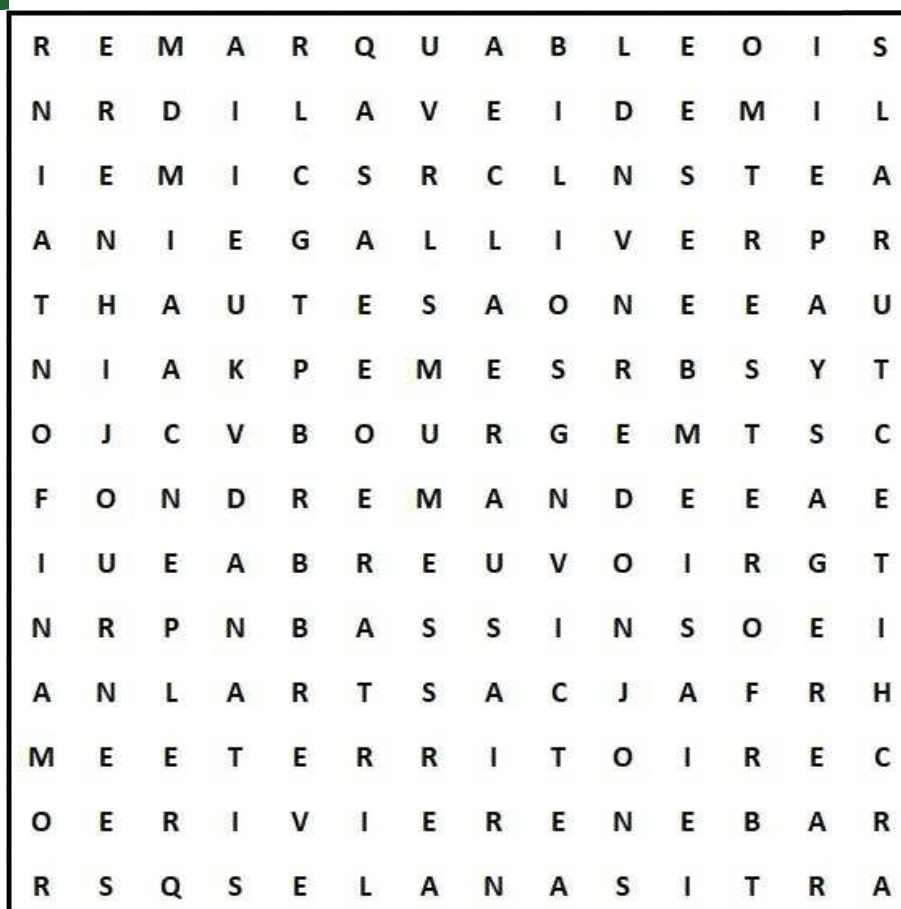 R E M A R Q U A B L E O I S
N R D I L A V E I D E M I L
I E M I C S R C L N S T E A
A N I E G A L L I V E R P R
T H A U T E S A O N E E A U
N I A K P E M E S R B S Y T
O J C V B O U R G E M T S C
F O N D R E M A N D E E A E
I U E A B R E U V O I R G T
N R P N B A S S I N S O E I
A N L A R T S A C J A F R H
M E E T E R R I T O I R E C
O E R I V I E R E N E B A R
R S Q S E L A N A S I T R A